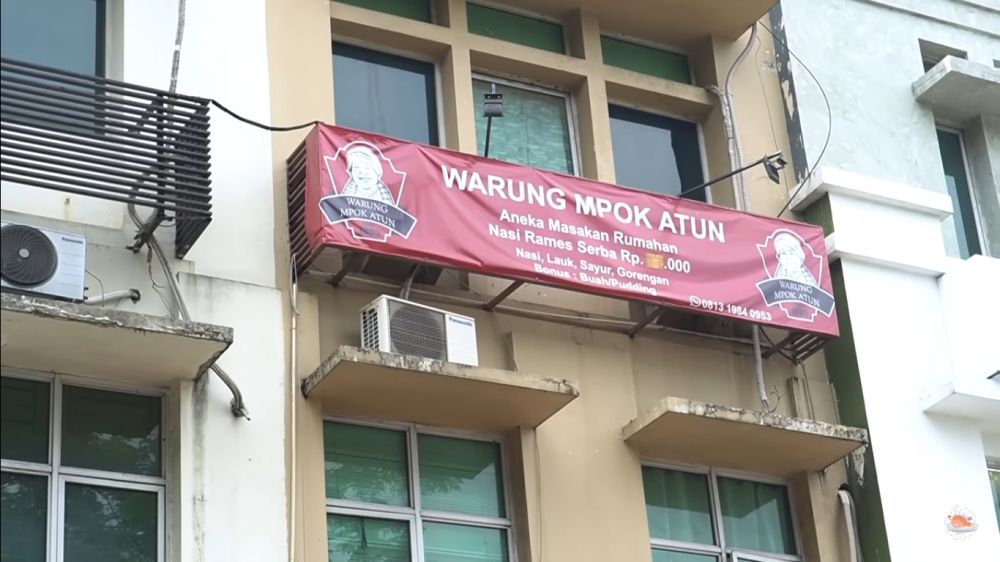 WARUNG MPOK ATUN
Aneka Masakan Rumahan
Nasi Rames Serba Rp. .000
Nasi, Lauk, Sayur, Gorengan
Bonus : Buah/Pudding
0813 1984 0953
WARUNG
MPOK ATUN
WARUNG
MPOK ATUN
Panasonic
Panasonic